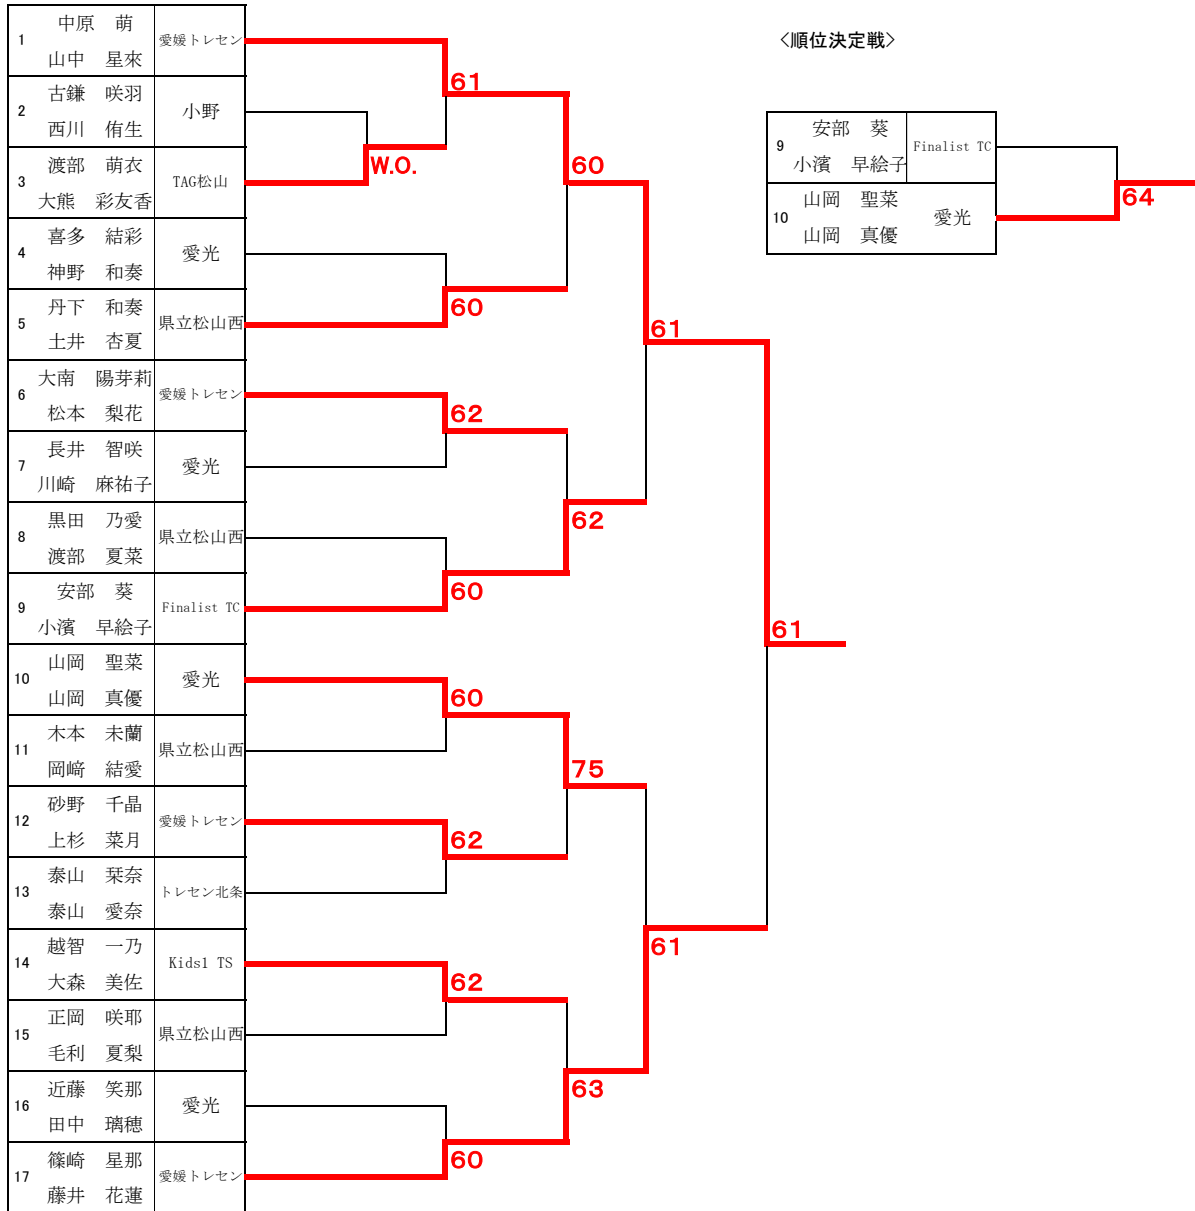 1 中原 萌 愛媛トレセン
山中 星來
2 古鎌 咲羽 小野
西川 侑生
3 渡部 萌衣 TAG松山
大熊 彩友香
4 喜多 結彩 愛光
神野 和奏
5 丹下 和奏 県立松山西
土井 杏夏
6 大南 陽芽莉 愛媛トレセン
松本 梨花
7 長井 智咲 愛光
川崎 麻祐子
8 黒田 乃愛 県立松山西
渡部 夏菜
9 安部 葵 Finalist TC
小濱 早絵子
10 山岡 聖菜 愛光
山岡 真優
11 木本 未蘭 県立松山西
岡﨑 結愛
12 砂野 千晶 愛媛トレセン
上杉 菜月
13 泰山 栞奈 トレセン北条
泰山 愛奈
14 越智 一乃 Kids1 TS
大森 美佐
15 正岡 咲耶 県立松山西
毛利 夏梨
16 近藤 笑那 愛光
田中 璃穂
17 篠崎 星那 愛媛トレセン
藤井 花蓮
61
W.O.
60
62
60
60
62
62
60
60
62
75
63
61
61
61
<順位決定戦>
9 安部 葵 Finalist TC
小濱 早絵子
10 山岡 聖菜 愛光
山岡 真優
64